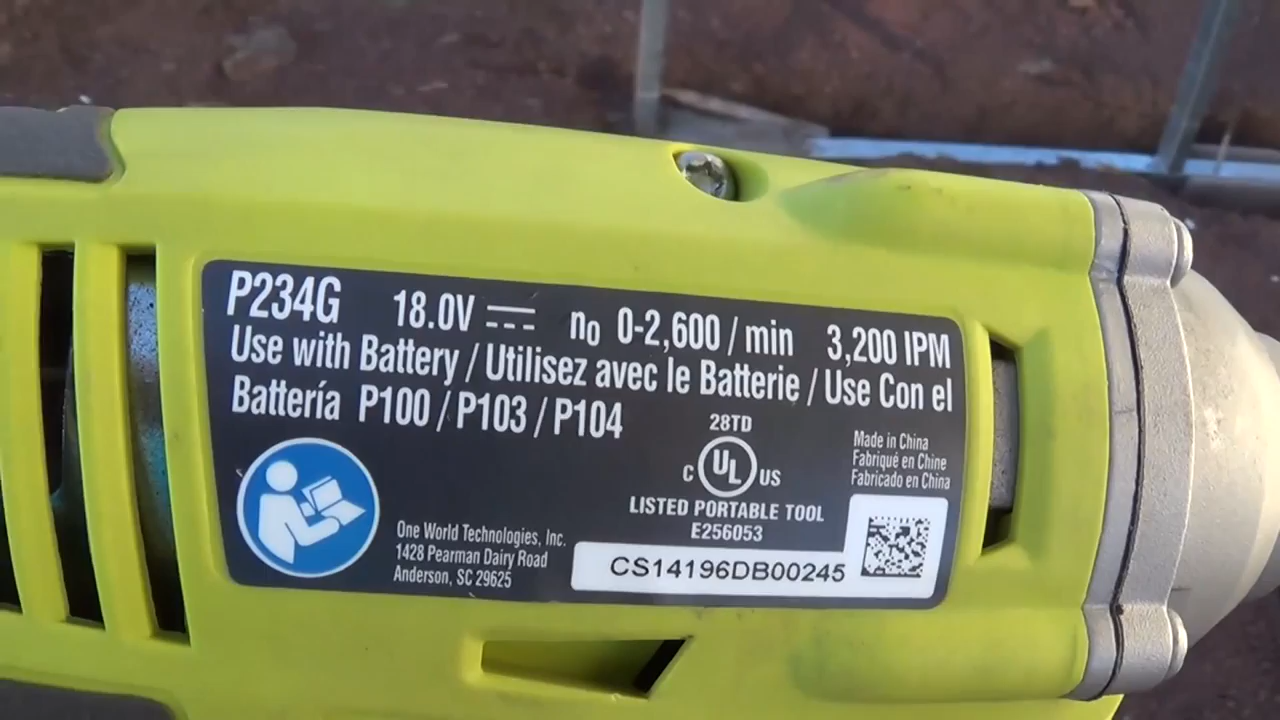 P234G 18.0V n0 0-2,600 / min 3,200 IPM
Use with Battery / Utilisez avec le Batterie / Use Con el
Battería P100 / P103 / P104
28TD
C UL US
LISTED PORTABLE TOOL
E256053
Made in China
Fabriqué en Chine
Fabricado en China
One World Technologies, Inc.
1428 Pearman Dairy Road
Anderson, SC 29625
CS14196DB00245